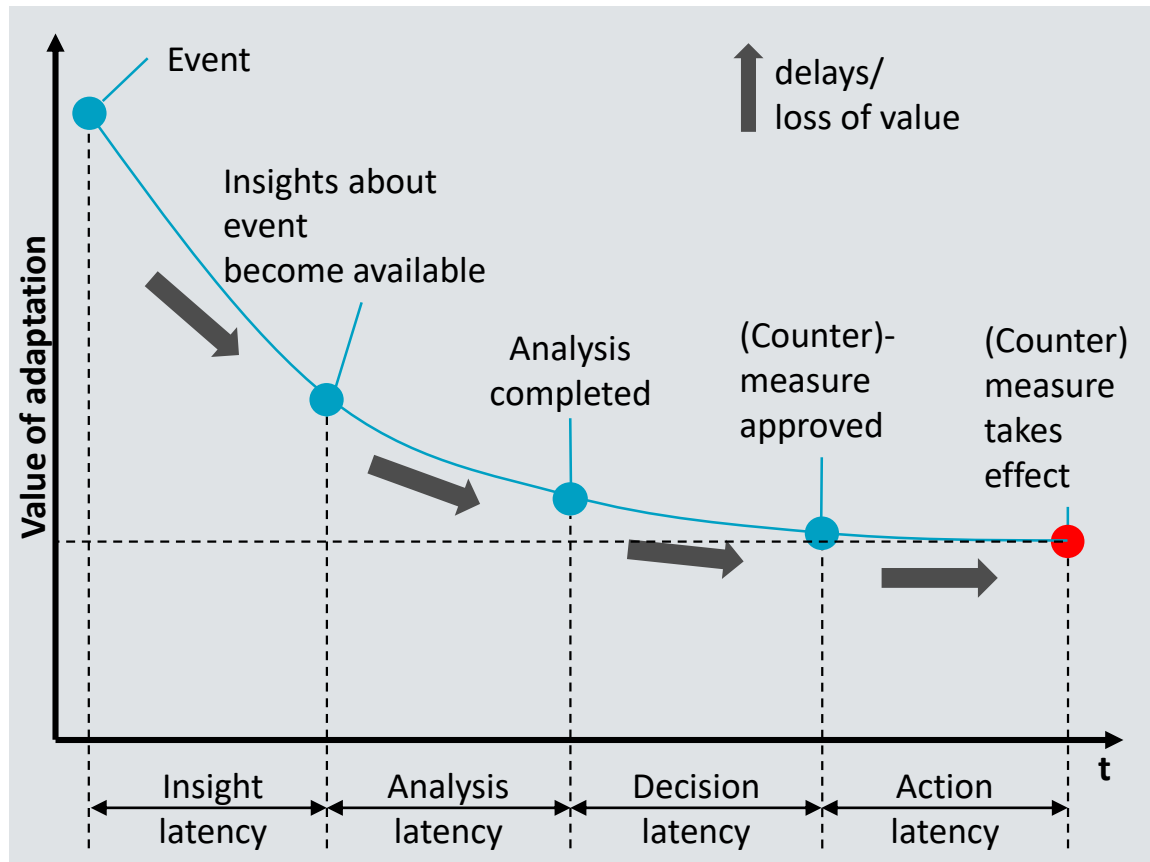 Event
delays/
loss of value
Insights about
event
become available
Analysis
completed
(Counter)-
measure
approved
(Counter)
measure
takes
effect
Value of adaptation
t
Insight
latency
Analysis
latency
Decision
latency
Action
latency